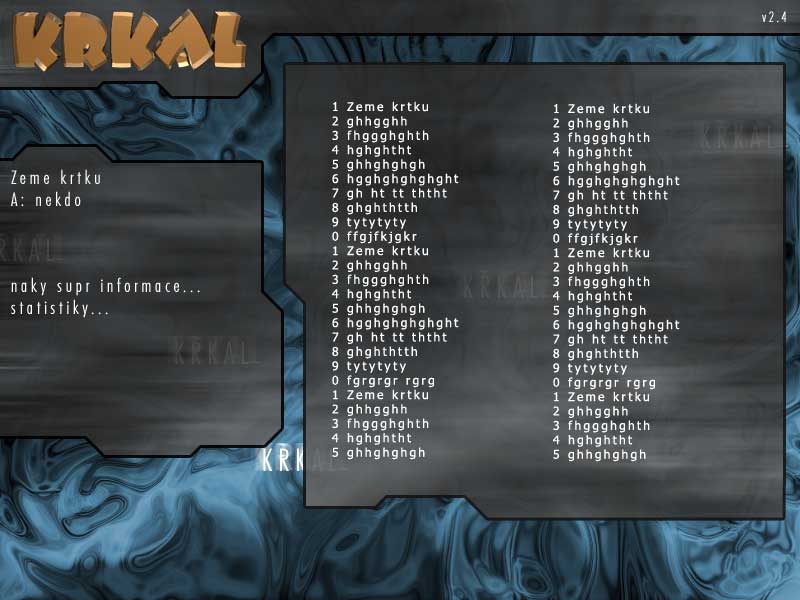 KRKAL
v2.4
Zeme krtku
A: nekdo
naky supr informace...
statistiky...
1 Zeme krtku
2 ghhgghh
3 fhggghghth
4 hghghtht
5 ghhghghgh
6 hgghghghghght
7 gh ht ttththt
8 ghghtthtth
9 tytytyty
0 ffgjfkjgkr
1 Zeme krtku
2 ghhgghh
3 fhggghghth
4 hghghtht
5 ghhghghgh
6 hgghghghghght
7 gh ht tt ththt
8 ghghtthtth
9 tytytyty
0 fgrgrgr rgrg
1 Zeme krtku
2 ghhgghh
3 fhggghghth
4 hghghtht
5 ghhghghgh
1 Zeme krtku
2 ghhgghh
3 fhggghghth
4 hghghtht
5 ghhghghgh
6 hgghghghghght
7 gh ht tt ththt
8 ghghtthtth
9 tytytyty
0 ffgjfkjgkr
1 Zeme krtku
2 ghhgghh
3 fhggghghth
4 hghghtht
5 ghhghghgh
6 hgghghghghght
7 gh ht tt ththt
8 ghghtthtth
9 tytytyty
0 fgrgrgr rgrg
1 Zeme krtku
2 ghhgghh
3 fhggghghth
4 hghghtht
5 ghhghghgh
KRKAL
KRKAL
KRKAL
KRKAL
KRKAL